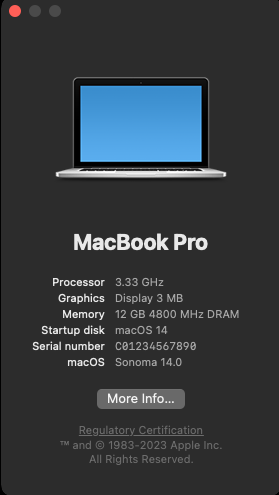 MacBook Pro
Processor 3.33 GHz
Graphics Display 3 MB
Memory 12 GB 4800 MHz DRAM
Startup disk macOS 14
Serial number C01234567890
macOS Sonoma 14.0
More Info...
Regulatory Certification
™ and © 1983-2023 Apple Inc.
All Rights Reserved.